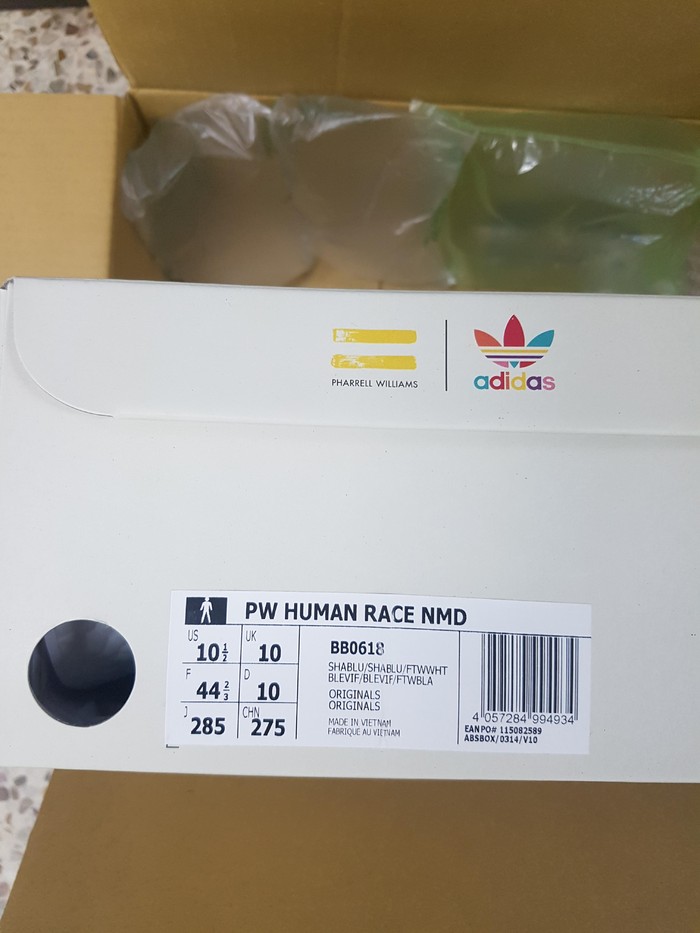 PHARRELL WILLIAMS
adidas
PW HUMAN RACE NMD
US 10½
UK 10
F 44⅔
D 10
J 285
CHN 275
BB0618
SHABLU/SHABLU/FTWWHT
BLEVIF/BLEVIF/FTWBLA
ORIGINALS
ORIGINALS
MADE IN VIETNAM
FABRIQUE AU VIETNAM
4 057284 994934
EAN PO# 115082589
ABSBOX/0314/V10